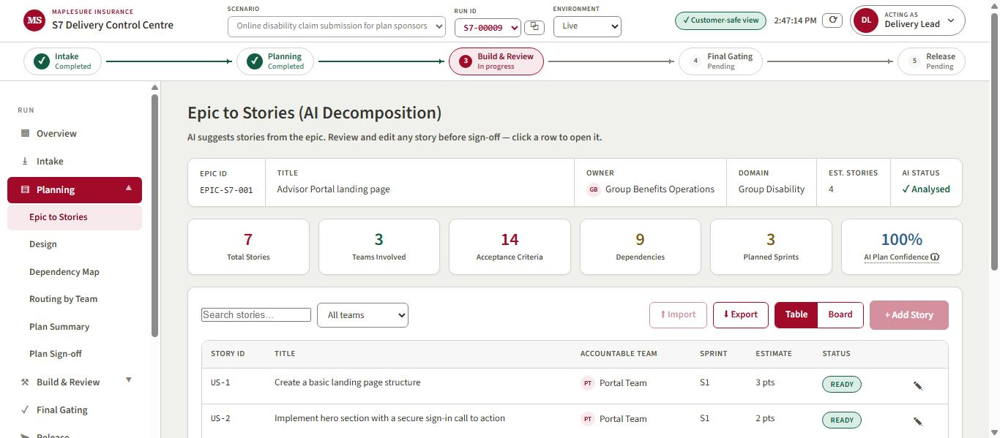 MS
MAPLESURE INSURANCE
S7 Delivery Control Centre
SCENARIO
Online disability claim submission for plan sponsors
RUN ID
S7-00009
ENVIRONMENT
Live
✓ Customer-safe view
2:47:14 PM
DL
ACTING AS
Delivery Lead
Intake
Completed
Planning
Completed
3
Build & Review
In progress
4
Final Gating
Pending
5
Release
Pending
RUN
Overview
Intake
Planning
Epic to Stories
Design
Dependency Map
Routing by Team
Plan Summary
Plan Sign-off
Build & Review
Final Gating
Release
Epic to Stories (AI Decomposition)
AI suggests stories from the epic. Review and edit any story before sign-off — click a row to open it.
EPIC ID
EPIC-S7-001
TITLE
Advisor Portal landing page
OWNER
GB Group Benefits Operations
DOMAIN
Group Disability
EST. STORIES
4
AI STATUS
✓ Analysed
7
Total Stories
3
Teams Involved
14
Acceptance Criteria
9
Dependencies
3
Planned Sprints
100%
AI Plan Confidence
Search stories…
All teams
Import
Export
Table
Board
+ Add Story
STORY ID TITLE ACCOUNTABLE TEAM SPRINT ESTIMATE STATUS
US-1 Create a basic landing page structure PT Portal Team S1 3 pts READY
US-2 Implement hero section with a secure sign-in call to action PT Portal Team S1 2 pts READY